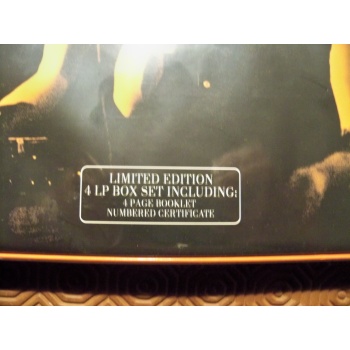 LIMITED EDITION
4 LP BOX SET INCLUDING:
4 PAGE BOOKLET
NUMBERED CERTIFICATE